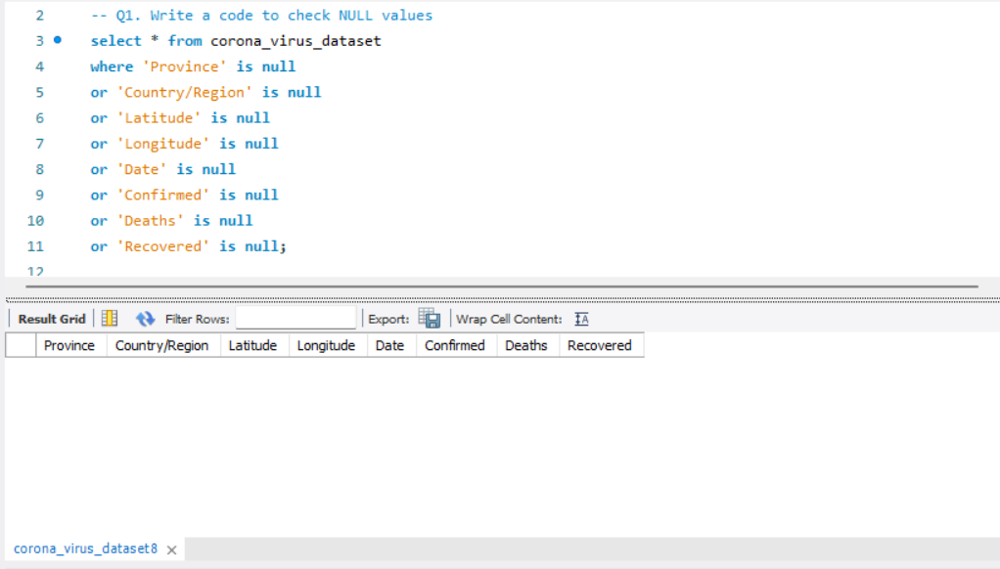 2 -- Q1. Write a code to check NULL values
3 select * from corona_virus_dataset
4 where 'Province' is null
5 or 'Country/Region' is null
6 or 'Latitude' is null
7 or 'Longitude' is null
8 or 'Date' is null
9 or 'Confirmed' is null
10 or 'Deaths' is null
11 or 'Recovered' is null;
12
Result Grid Filter Rows: Export: Wrap Cell Content: IA
Province Country/Region Latitude Longitude Date Confirmed Deaths Recovered
corona_virus_dataset8 ×